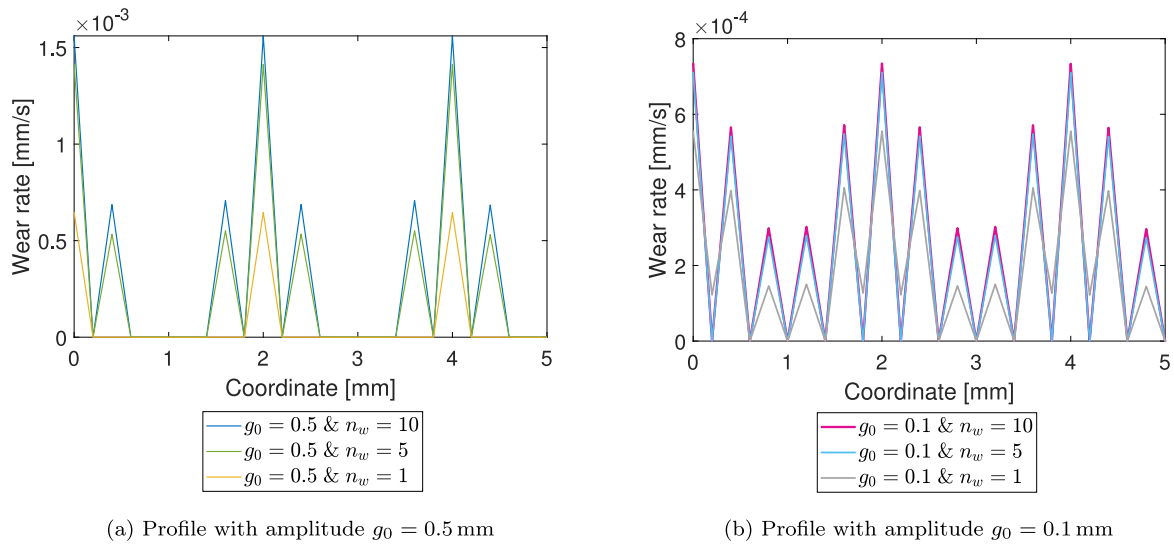 ×10⁻³
Wear rate [mm/s]
1.5
1
0.5
0
0 1 2 3 4 5
Coordinate [mm]
g₀ = 0.5 & n_w = 10
g₀ = 0.5 & n_w = 5
g₀ = 0.5 & n_w = 1
(a) Profile with amplitude g₀ = 0.5 mm
×10⁻⁴
Wear rate [mm/s]
8
6
4
2
0
0 1 2 3 4 5
Coordinate [mm]
g₀ = 0.1 & n_w = 10
g₀ = 0.1 & n_w = 5
g₀ = 0.1 & n_w = 1
(b) Profile with amplitude g₀ = 0.1 mm